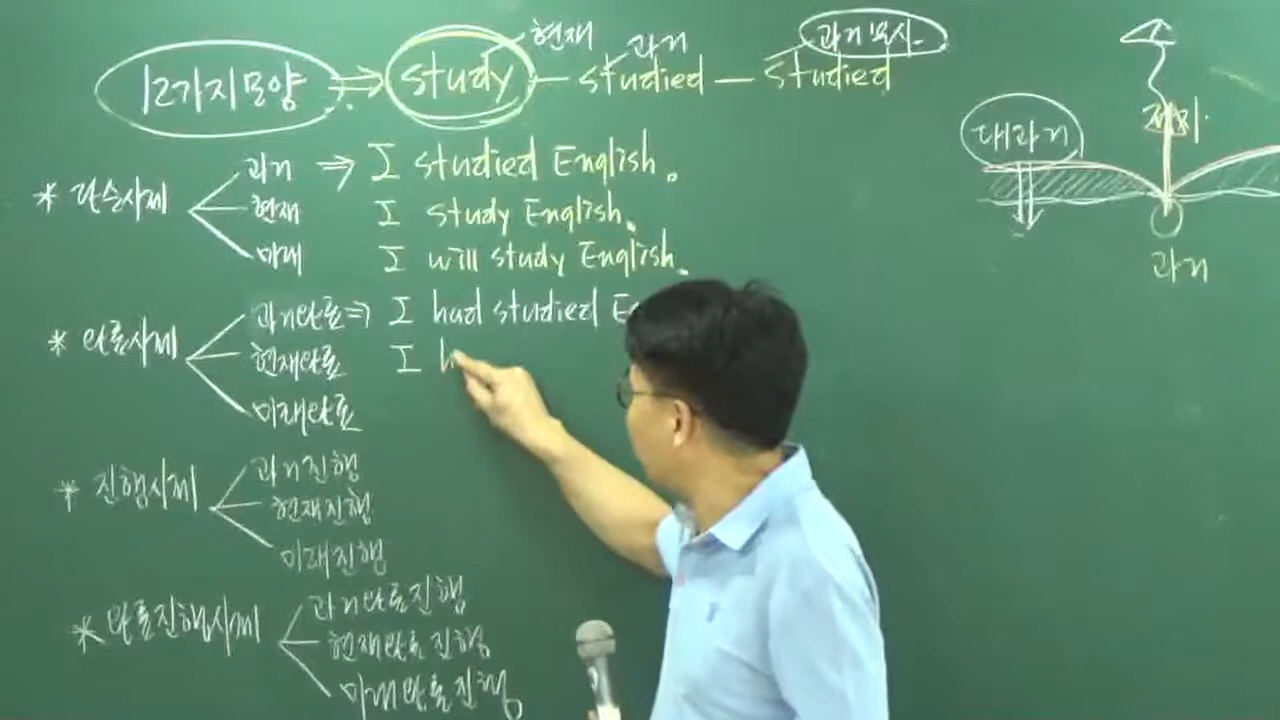 12가지모양 ⇒ study — studied — studied
현재 과거 과거분사
* 단순시제
과거 ⇒ I studied English.
현재 I study English.
미래 I will study English.
* 완료시제
과거완료 ⇒ I had studied
현재완료 I h
미래완료
* 진행시제
과거진행
현재진행
미래진행
* 완료진행시제
과거완료진행
현재완료진행
미래완료진행
대과거
과거